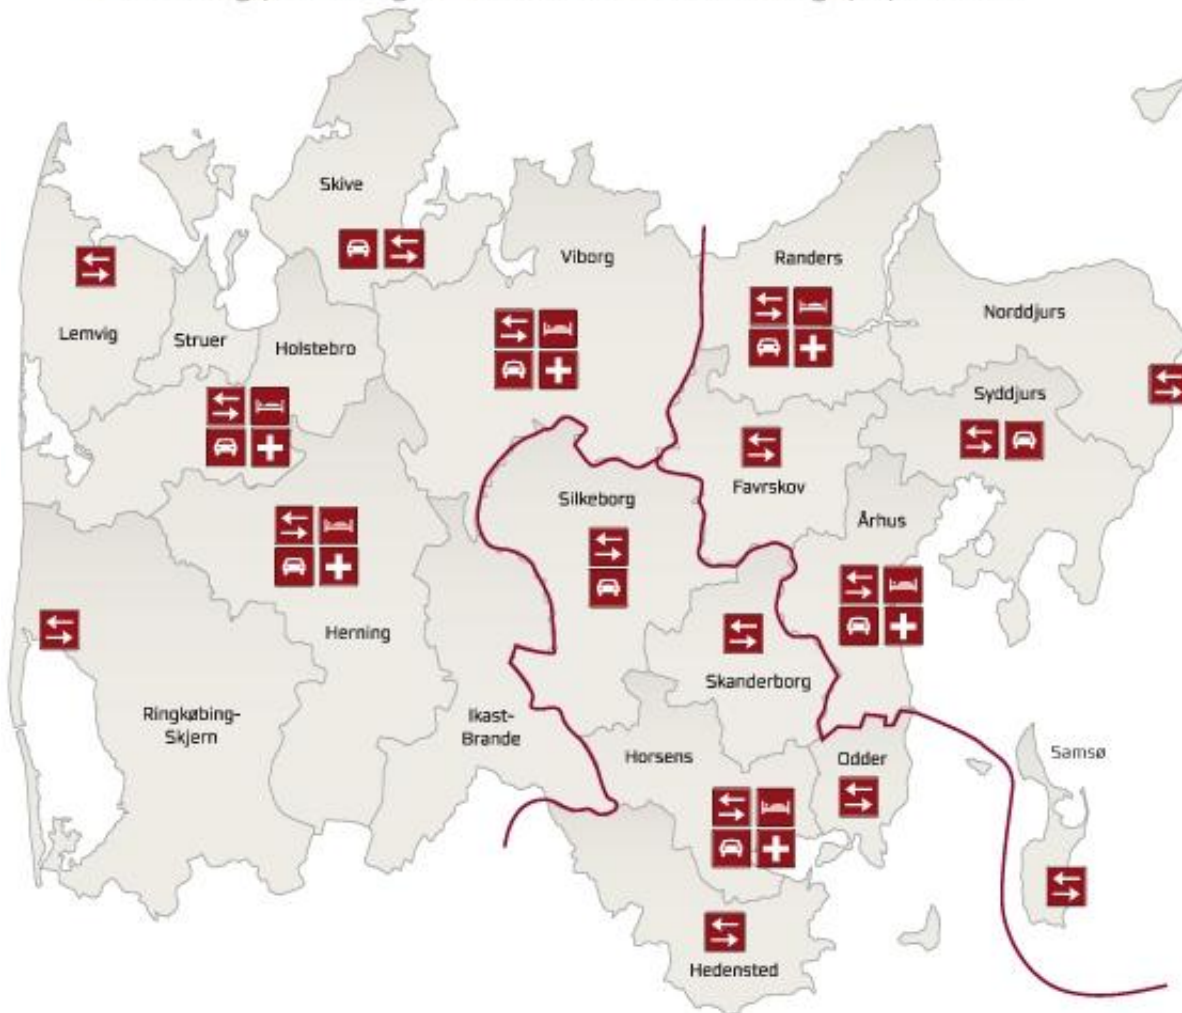 Skive
Viborg
Randers
Norddjurs
Lemvig
Struer
Holstebro
Syddjurs
Favrskov
Silkeborg
Århus
Herning
Skanderborg
Ringkøbing-
Skjern
Ikast-
Brande
Horsens
Odder
Samsø
Hedensted